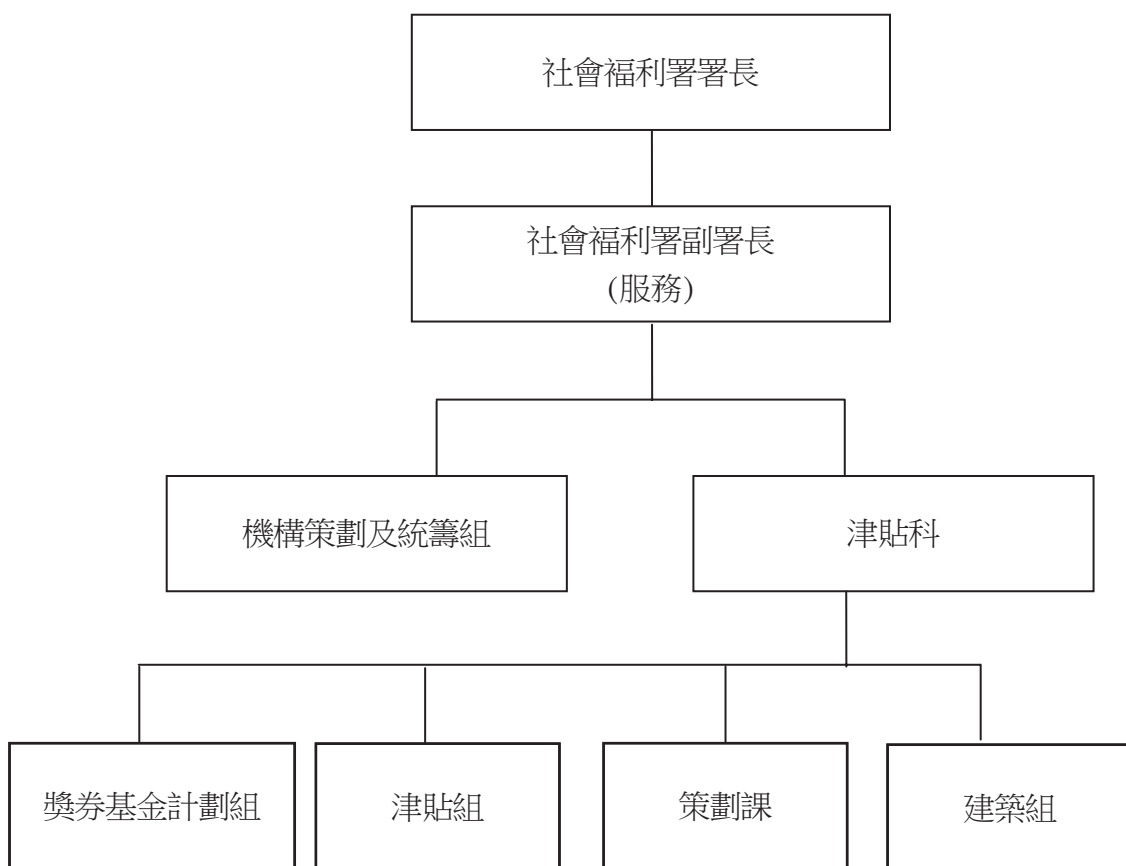 社會福利署署長
社會福利署副署長
(服務)
機構策劃及統籌組
津貼科
獎券基金計劃組
津貼組
策劃課
建築組